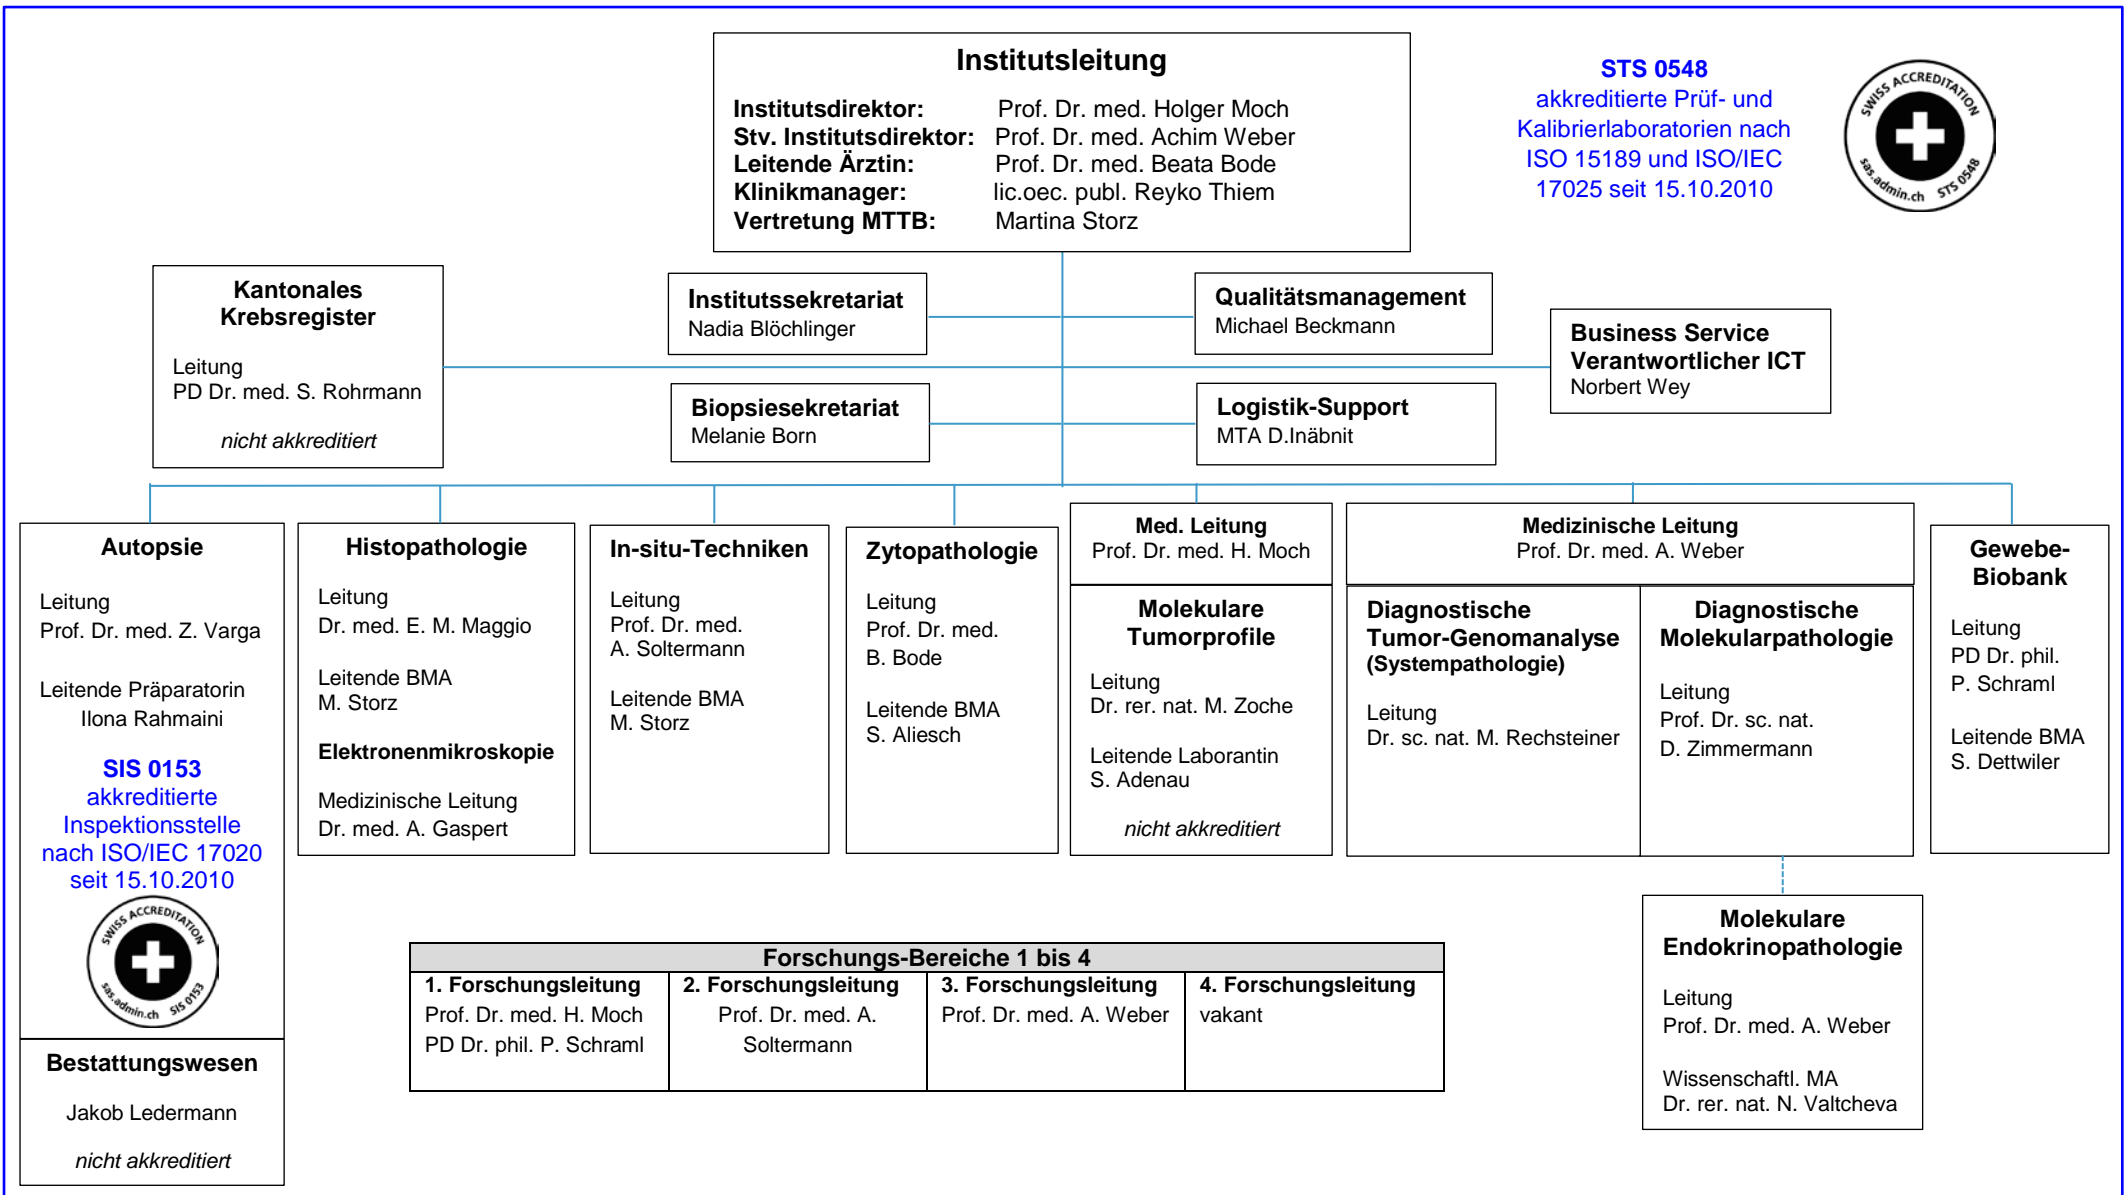 Institutsleitung
Institutsdirektor: Prof. Dr. med. Holger Moch
Stv. Institutsdirektor: Prof. Dr. med. Achim Weber
Leitende Ärztin: Prof. Dr. med. Beata Bode
Klinikmanager: lic.oec. publ. Reyko Thiem
Vertretung MTTB: Martina Storz
STS 0548
akkreditierte Prüf- und
Kalibrierlaboratorien nach
ISO 15189 und ISO/IEC
17025 seit 15.10.2010
SWISS ACCREDITATION
sas.admin.ch STS 0548
Kantonales
Krebsregister
Leitung
PD Dr. med. S. Rohrmann
nicht akkreditiert
Institutssekretariat
Nadia Blöchlinger
Qualitätsmanagement
Michael Beckmann
Business Service
Verantwortlicher ICT
Norbert Wey
Biopsiesekretariat
Melanie Born
Logistik-Support
MTA D.Inäbnit
Autopsie
Leitung
Prof. Dr. med. Z. Varga
Leitende Präparatorin
Ilona Rahmaini
SIS 0153
akkreditierte
Inspektionsstelle
nach ISO/IEC 17020
seit 15.10.2010
SWISS ACCREDITATION
sas.admin.ch SIS 0153
Bestattungswesen
Jakob Ledermann
nicht akkreditiert
Histopathologie
Leitung
Dr. med. E. M. Maggio
Leitende BMA
M. Storz
Elektronenmikroskopie
Medizinische Leitung
Dr. med. A. Gaspert
In-situ-Techniken
Leitung
Prof. Dr. med.
A. Soltermann
Leitende BMA
M. Storz
Zytopathologie
Leitung
Prof. Dr. med.
B. Bode
Leitende BMA
S. Aliesch
Med. Leitung
Prof. Dr. med. H. Moch
Molekulare
Tumorprofile
Leitung
Dr. rer. nat. M. Zoche
Leitende Laborantin
S. Adenau
nicht akkreditiert
Medizinische Leitung
Prof. Dr. med. A. Weber
Diagnostische
Tumor-Genomanalyse
(Systempathologie)
Leitung
Dr. sc. nat. M. Rechsteiner
Diagnostische
Molekularpathologie
Leitung
Prof. Dr. sc. nat.
D. Zimmermann
Gewebe-
Biobank
Leitung
PD Dr. phil.
P. Schraml
Leitende BMA
S. Dettwiler
Molekulare
Endokrinopathologie
Leitung
Prof. Dr. med. A. Weber
Wissenschaftl. MA
Dr. rer. nat. N. Valtcheva
Forschungs-Bereiche 1 bis 4
1. Forschungsleitung
Prof. Dr. med. H. Moch
PD Dr. phil. P. Schraml
2. Forschungsleitung
Prof. Dr. med. A.
Soltermann
3. Forschungsleitung
Prof. Dr. med. A. Weber
4. Forschungsleitung
vakant